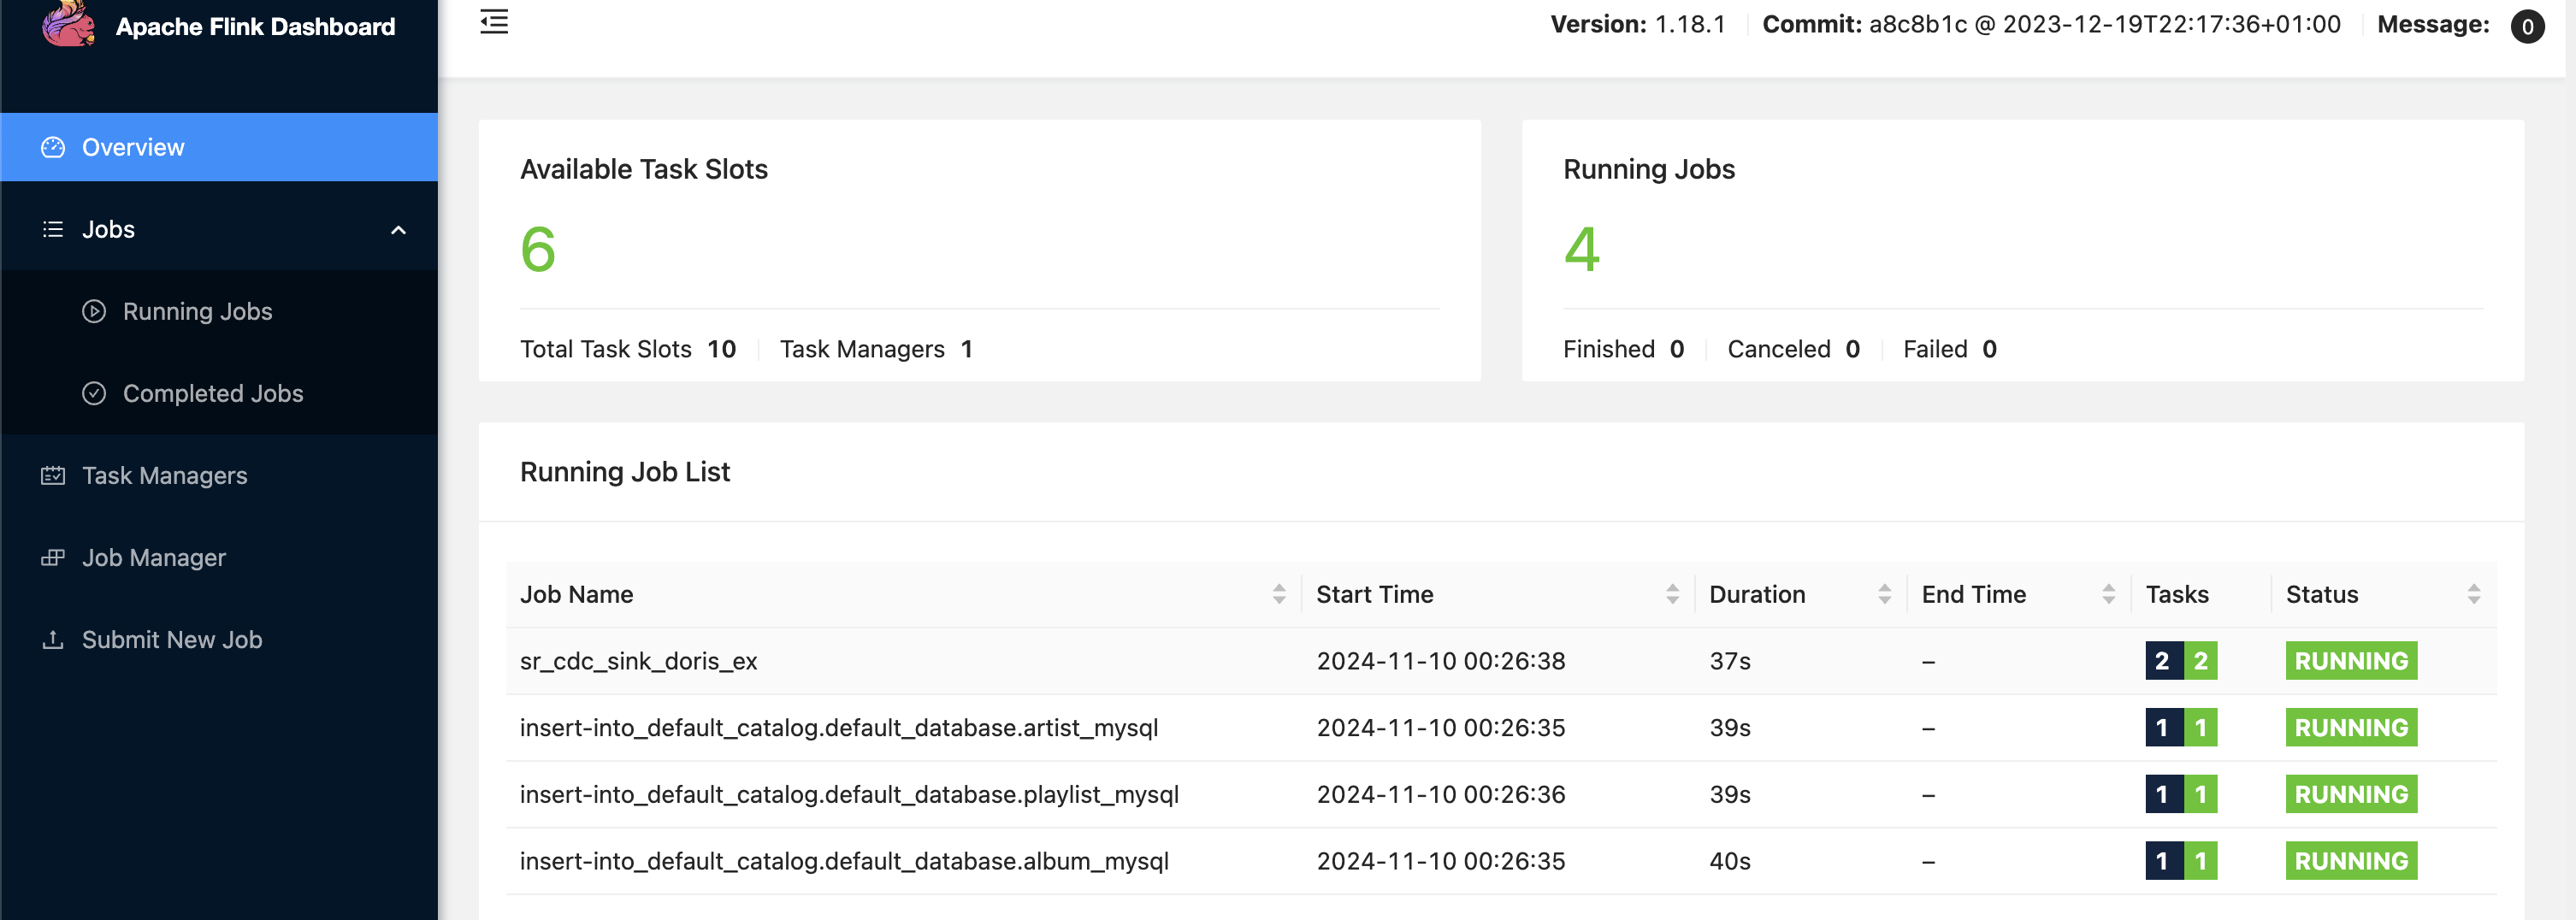 Apache Flink Dashboard
Version: 1.18.1 Commit: a8c8b1c @ 2023-12-19T22:17:36+01:00 Message: 0
Overview
Jobs
Running Jobs
Completed Jobs
Task Managers
Job Manager
Submit New Job
Available Task Slots
6
Total Task Slots 10 Task Managers 1
Running Jobs
4
Finished 0 Canceled 0 Failed 0
Running Job List
Job Name Start Time Duration End Time Tasks Status
sr_cdc_sink_doris_ex 2024-11-10 00:26:38 37s – 2 2 RUNNING
insert-into_default_catalog.default_database.artist_mysql 2024-11-10 00:26:35 39s – 1 1 RUNNING
insert-into_default_catalog.default_database.playlist_mysql 2024-11-10 00:26:36 39s – 1 1 RUNNING
insert-into_default_catalog.default_database.album_mysql 2024-11-10 00:26:35 40s – 1 1 RUNNING